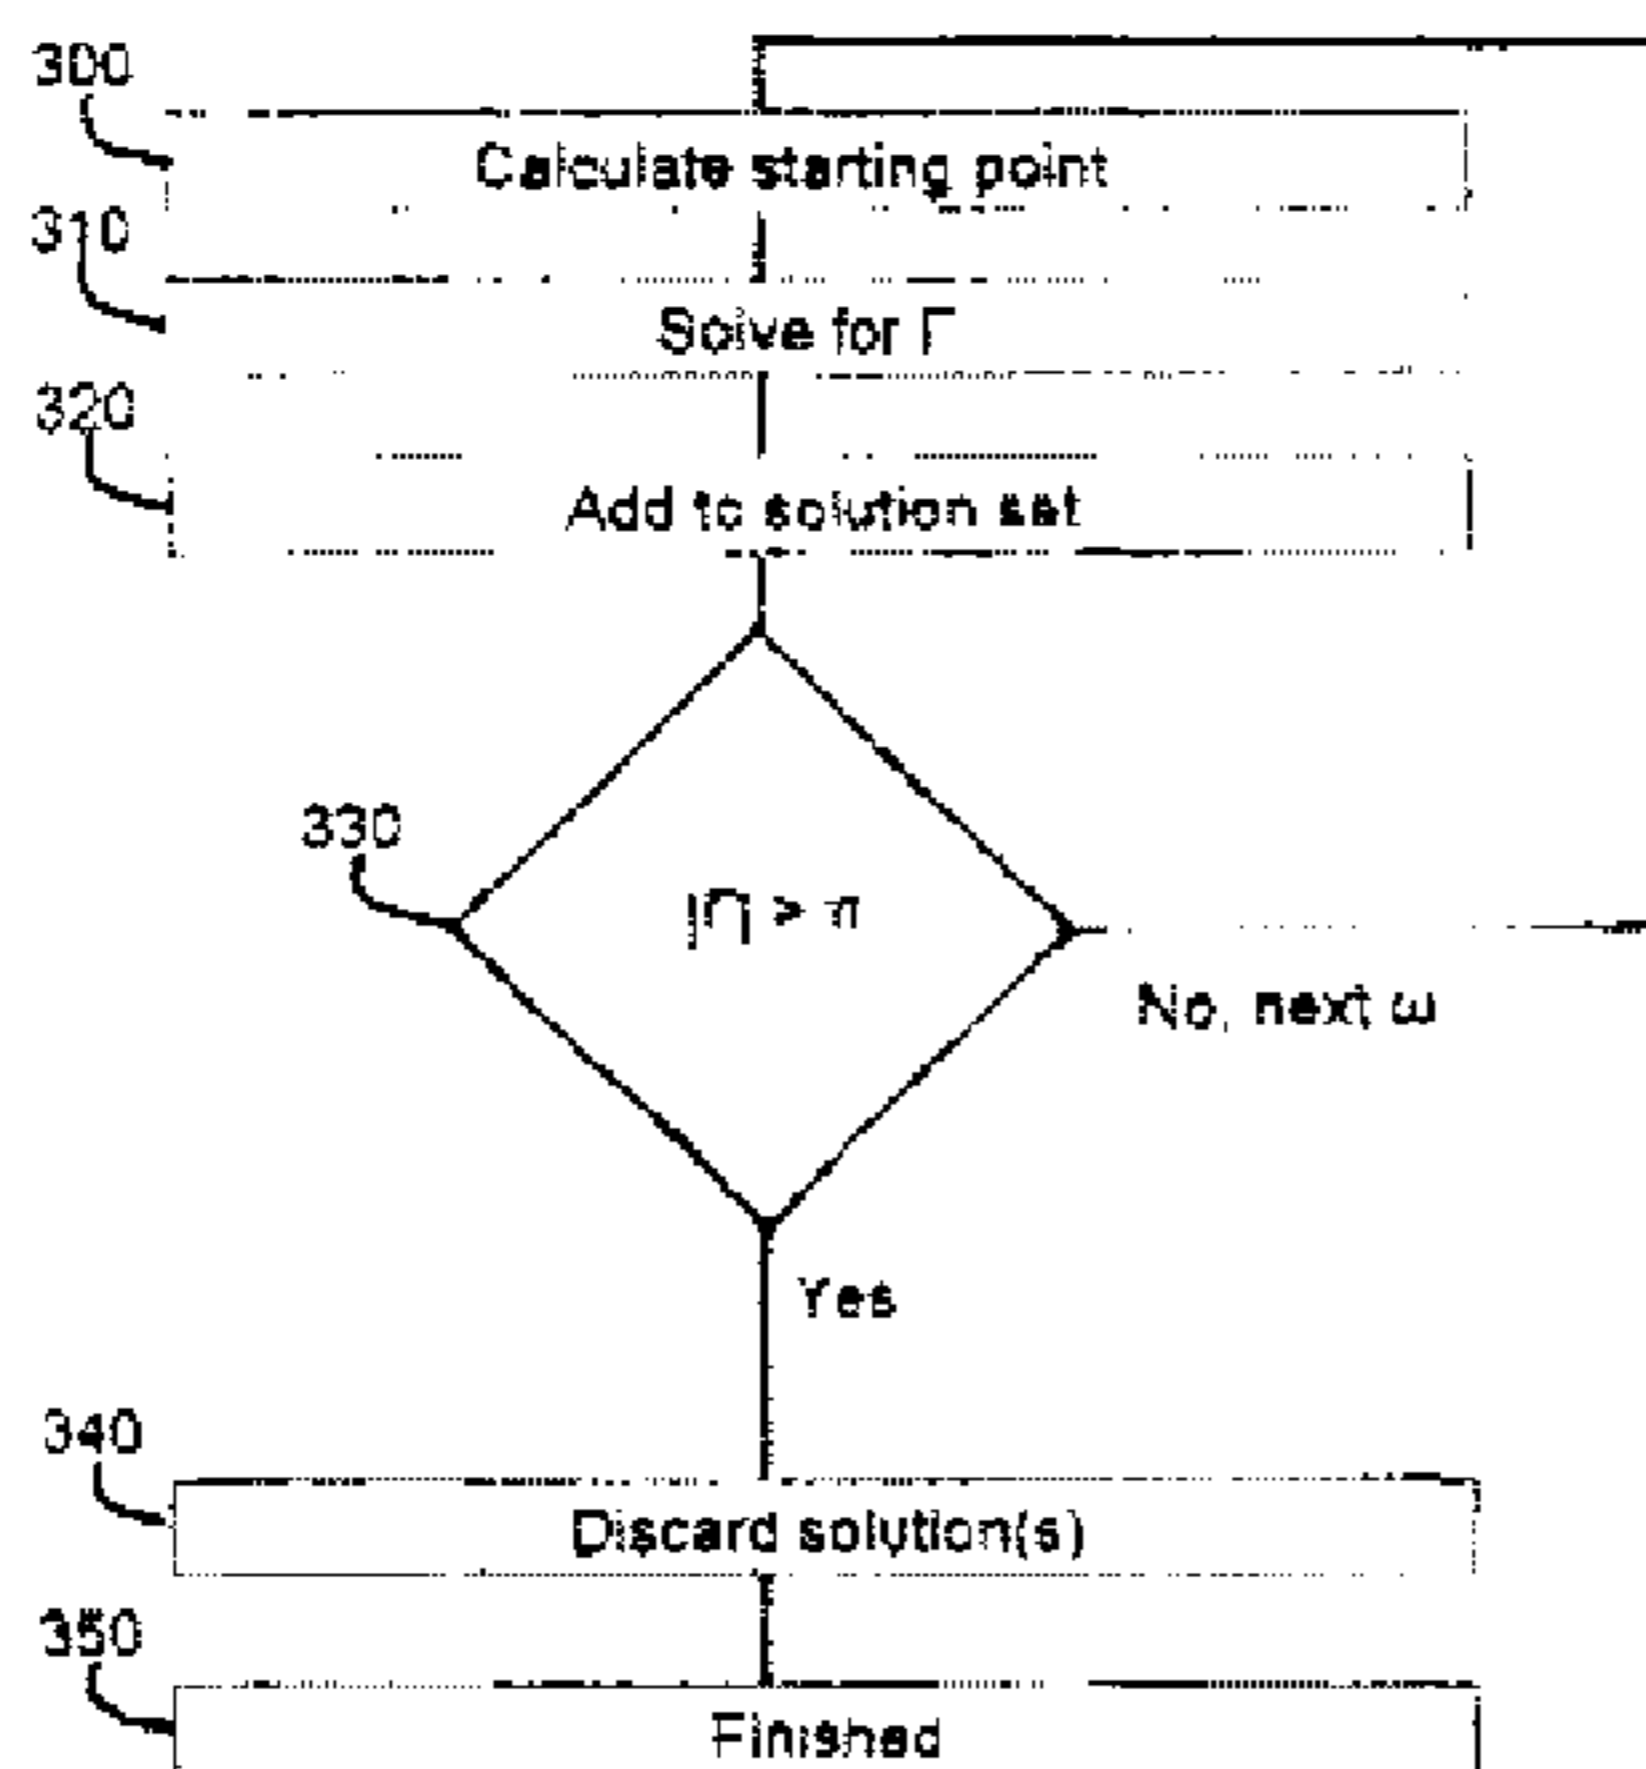 300
Calculate starting point
310
Solve for Γ
320
Add to solution set
330
> π
No, next ω
Yes
340
Discard solution(s)
350
Finished